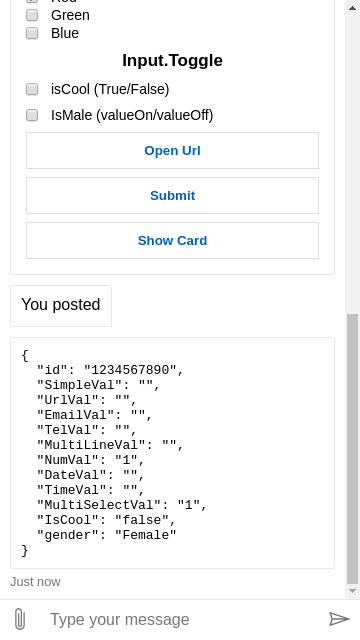 Red
Green
Blue
Input.Toggle
isCool (True/False)
IsMale (valueOn/valueOff)
Open Url
Submit
Show Card
You posted
{
"id": "1234567890",
"SimpleVal": "",
"UrlVal": "",
"EmailVal": "",
"TelVal": "",
"MultiLineVal": "",
"NumVal": "1",
"DateVal": "",
"TimeVal": "",
"MultiSelectVal": "1",
"IsCool": "false",
"gender": "Female"
}
Just now
Type your message